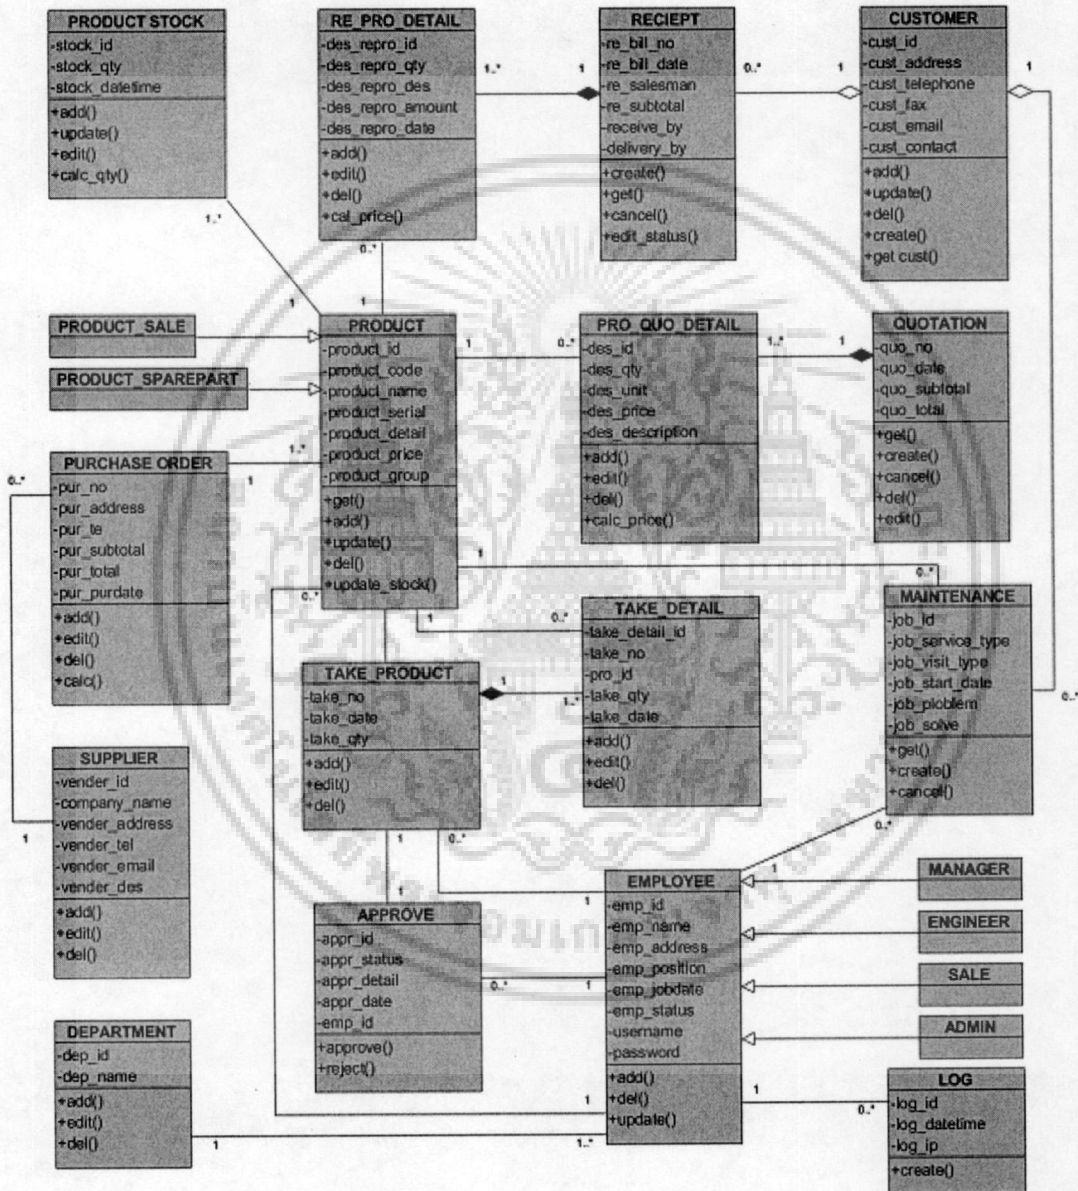 PRODUCT STOCK
-stock_id
-stock_qty
-stock_datetime
+add()
+update()
+edit()
+calc_qty()
1..*
1
RE_PRO_DETAIL
-des_repro_id
-des_repro_qty
-des_repro_des
-des_repro_amount
-des_repro_date
+add()
+edit()
+del()
+cal_price()
1..*
1
0..*
1
RECIEPT
-re_bill_no
-re_bill_date
-re_salesman
-re_subtotal
-receive_by
-delivery_by
+create()
+get()
+cancel()
+edit_status()
0..*
1
CUSTOMER
-cust_id
-cust_address
-cust_telephone
-cust_fax
-cust_email
-cust_contact
+add()
+update()
+del()
+create()
+get cust()
1
PRODUCT_SALE
PRODUCT_SPAREPART
PRODUCT
-product_id
-product_code
-product_name
-product_serial
-product_detail
-product_price
-product_group
+get()
+add()
+update()
+del()
+update_stock()
1
0..*
PRO_QUO_DETAIL
-des_id
-des_qty
-des_unit
-des_price
-des_description
+add()
+edit()
+del()
+calc_price()
1..*
1
QUOTATION
-quo_no
-quo_date
-quo_subtotal
-quo_total
+get()
+create()
+cancel()
+del()
+edit()
0..*
PURCHASE ORDER
-pur_no
-pur_address
-pur_te
-pur_subtotal
-pur_total
-pur_purdate
+add()
+edit()
+del()
+calc()
1
1..*
0..*
1
0..*
1
0..*
TAKE_DETAIL
-take_detail_id
-take_no
-pro_id
-take_qty
-take_date
+add()
+edit()
+del()
MAINTENANCE
-job_id
-job_service_type
-job_visit_type
-job_start_date
-job_ploblem
-job_solve
+get()
+create()
+cancel()
0..*
0..*
TAKE_PRODUCT
-take_no
-take_date
-take_qty
+add()
+edit()
+del()
1
1..*
1
0..*
SUPPLIER
-vender_id
-company_name
-vender_address
-vender_tel
-vender_email
-vender_des
+add()
+edit()
+del()
1
APPROVE
-appr_id
-appr_status
-appr_detail
-appr_date
-emp_id
+approve()
+reject()
1
0..*
EMPLOYEE
-emp_id
-emp_name
-emp_address
-emp_position
-emp_jobdate
-emp_status
-username
-password
+add()
+del()
+update()
1
1
1
1
MANAGER
ENGINEER
SALE
ADMIN
DEPARTMENT
-dep_id
-dep_name
+add()
+edit()
+del()
1
1..*
1
0..*
LOG
-log_id
-log_datetime
-log_ip
+create()